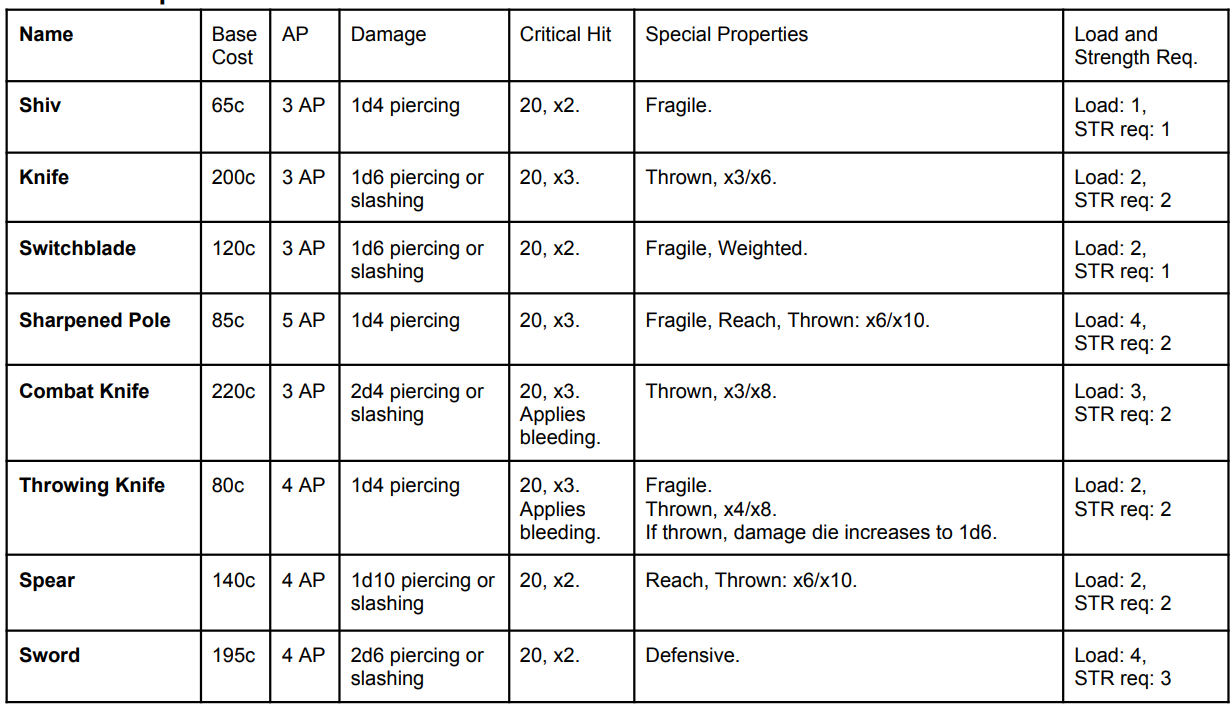 Name Base Cost AP Damage Critical Hit Special Properties Load and Strength Req.
Shiv 65c 3 AP 1d4 piercing 20, x2. Fragile. Load: 1, STR req: 1
Knife 200c 3 AP 1d6 piercing or slashing 20, x3. Thrown, x3/x6. Load: 2, STR req: 2
Switchblade 120c 3 AP 1d6 piercing or slashing 20, x2. Fragile, Weighted. Load: 2, STR req: 1
Sharpened Pole 85c 5 AP 1d4 piercing 20, x3. Fragile, Reach, Thrown: x6/x10. Load: 4, STR req: 2
Combat Knife 220c 3 AP 2d4 piercing or slashing 20, x3. Applies bleeding. Thrown, x3/x8. Load: 3, STR req: 2
Throwing Knife 80c 4 AP 1d4 piercing 20, x3. Applies bleeding. Fragile. Thrown, x4/x8. If thrown, damage die increases to 1d6. Load: 2, STR req: 2
Spear 140c 4 AP 1d10 piercing or slashing 20, x2. Reach, Thrown: x6/x10. Load: 2, STR req: 2
Sword 195c 4 AP 2d6 piercing or slashing 20, x2. Defensive. Load: 4, STR req: 3